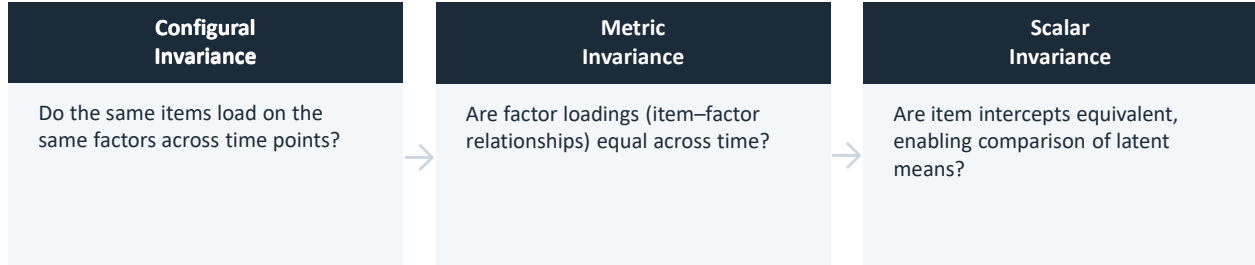 Configural
Invariance
Do the same items load on the
same factors across time points?
Metric
Invariance
Are factor loadings (item–factor
relationships) equal across time?
Scalar
Invariance
Are item intercepts equivalent,
enabling comparison of latent
means?